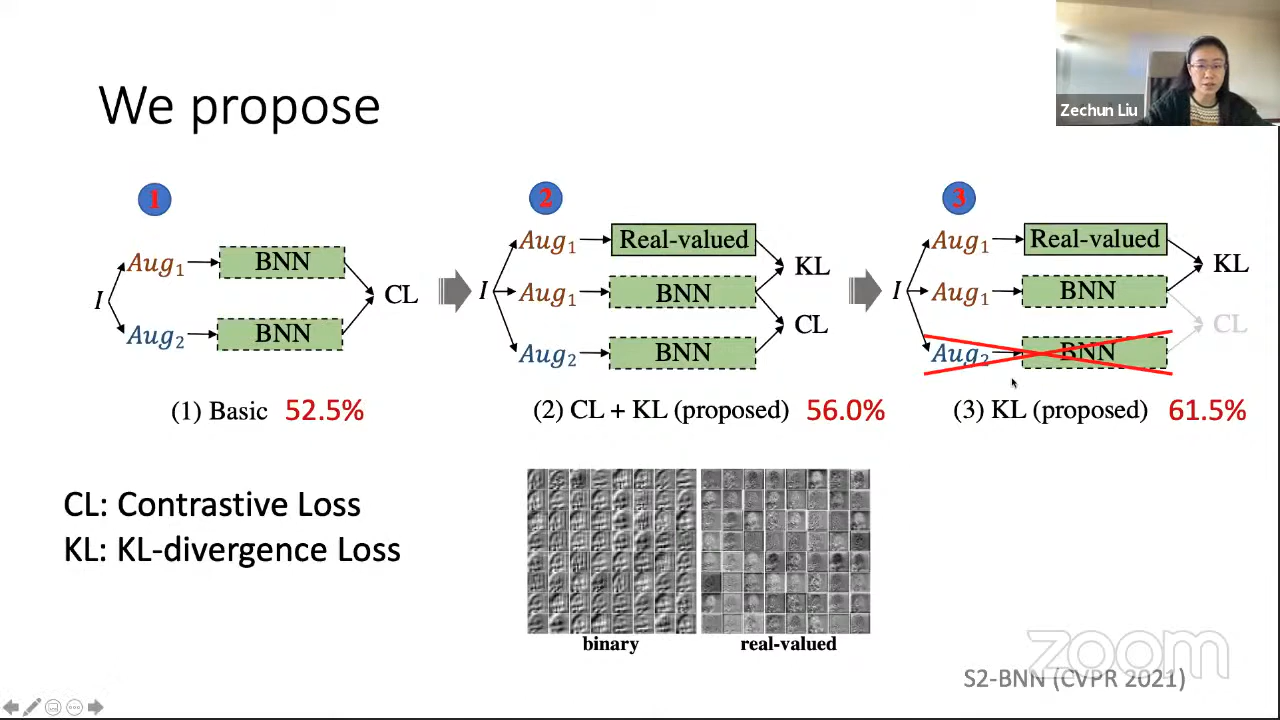 Zechun Liu
We propose
1
2
3
I
Aug1
BNN
Aug2
BNN
CL
I
Aug1
Real-valued
Aug1
BNN
Aug2
BNN
KL
CL
I
Aug1
Real-valued
Aug1
BNN
Aug2
BNN
KL
CL
(1) Basic 52.5%
(2) CL + KL (proposed) 56.0%
(3) KL (proposed) 61.5%
CL: Contrastive Loss
KL: KL-divergence Loss
binary
real-valued
zoom
S2-BNN (CVPR 2021)